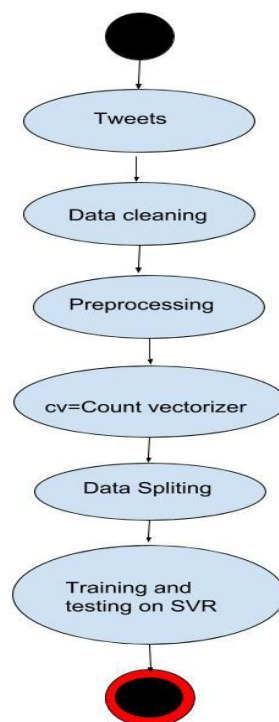 Tweets
Data cleaning
Preprocessing
cv=Count vectorizer
Data Spliting
Training and
testing on SVR